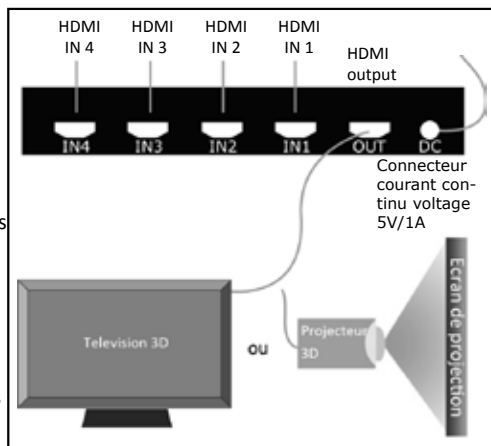 HDMI IN 4
HDMI IN 3
HDMI IN 2
HDMI IN 1
HDMI output
IN4 IN3 IN2 IN1 OUT DC
Connecteur
courant con-
tinu voltage
5V/1A
s
Television 3D
ou
Projecteur
3D
Ecran de projection